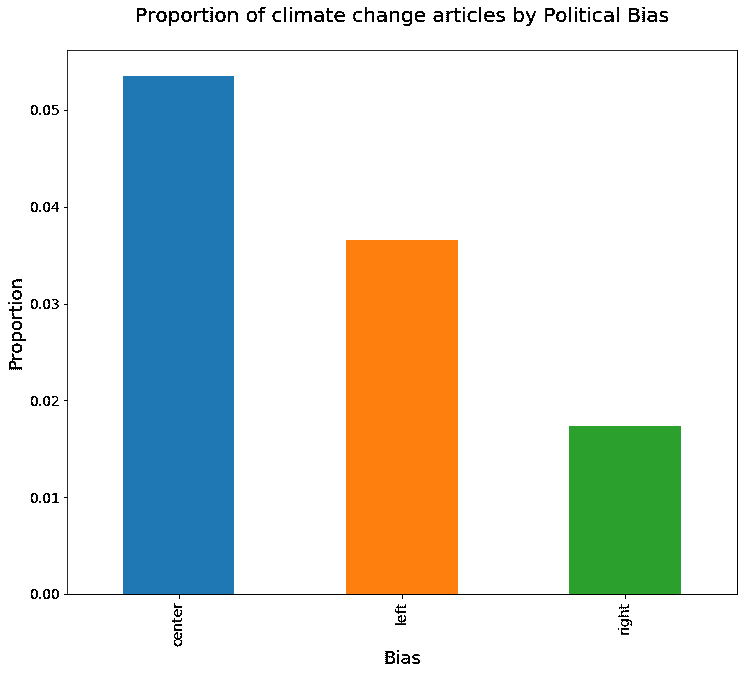 Proportion of climate change articles by Political Bias
Proportion
0.05
0.04
0.03
0.02
0.01
0.00
center
left
right
Bias